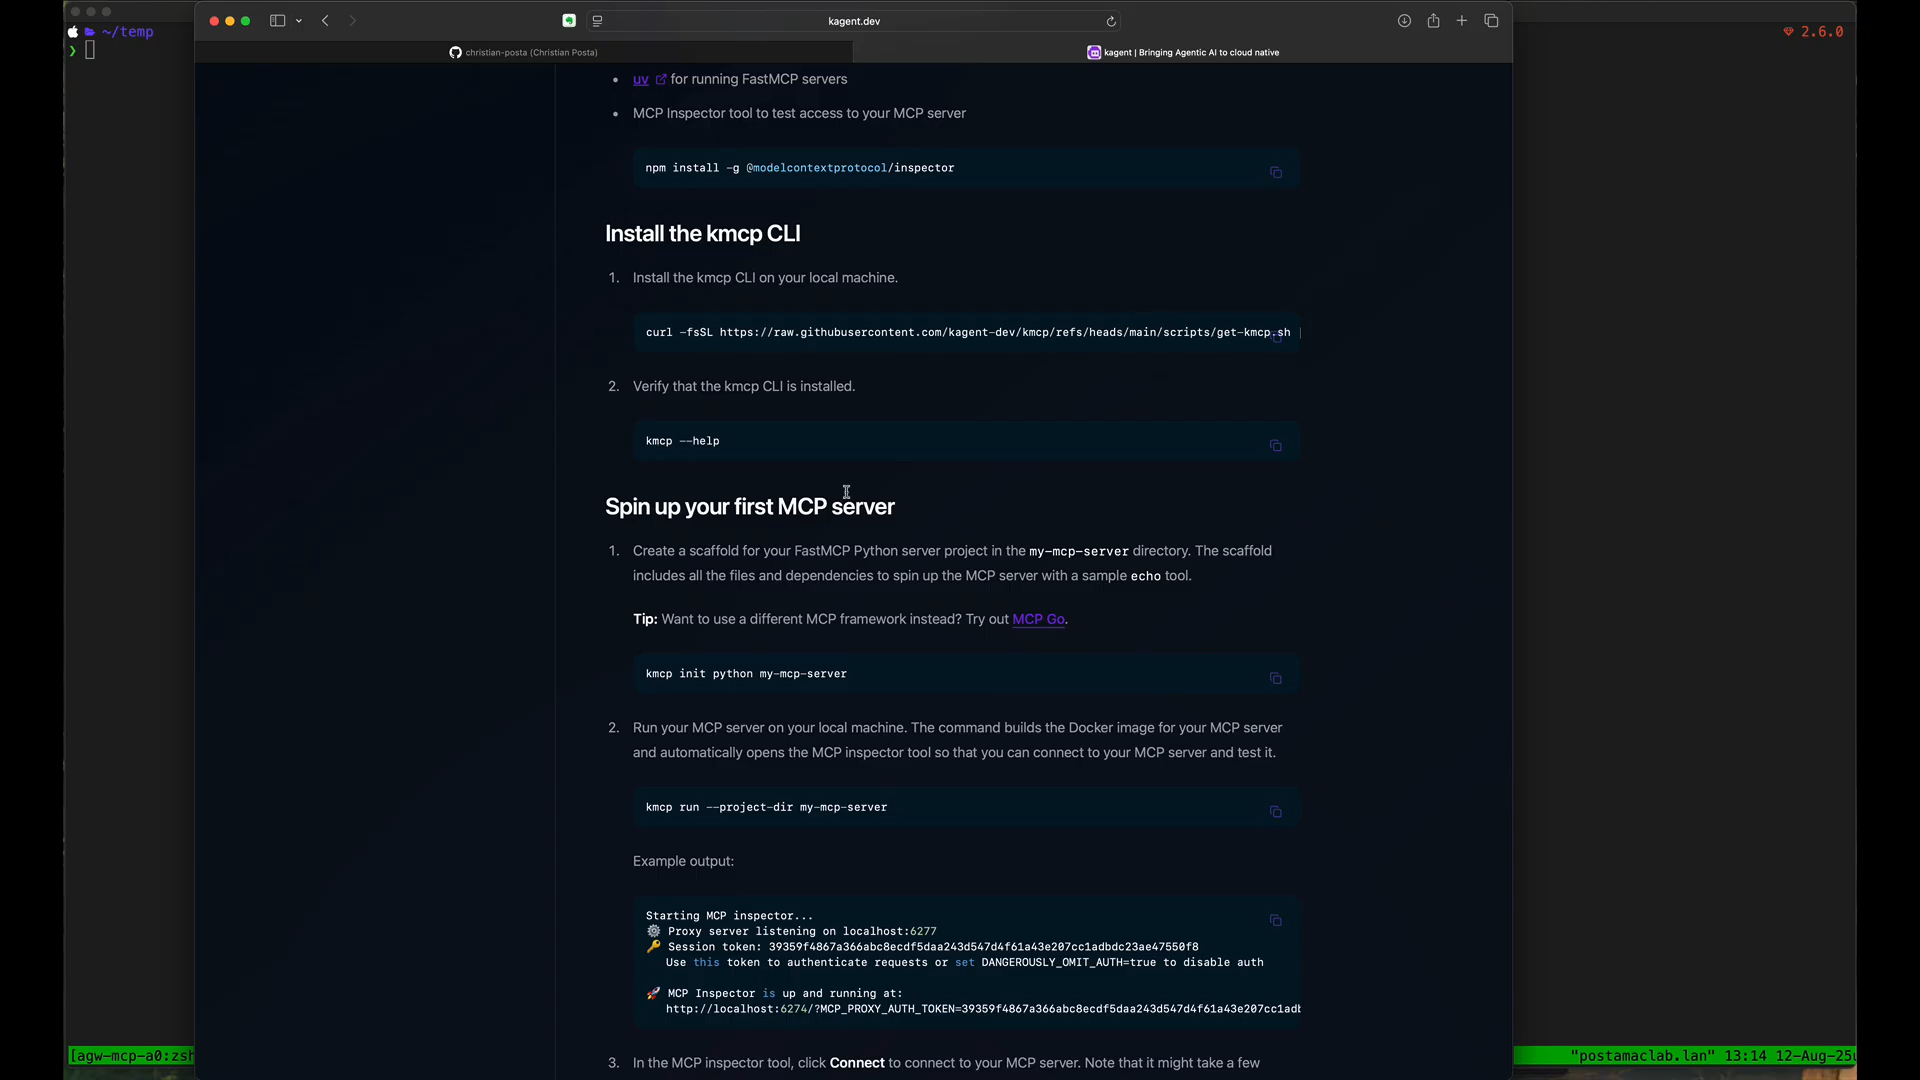 ~/temp
kagent.dev
2.6.0
christian-posta (Christian Posta)
kagent | Bringing Agentic AI to cloud native
uv for running FastMCP servers
MCP Inspector tool to test access to your MCP server
npm install -g @modelcontextprotocol/inspector
Install the kmcp CLI
1. Install the kmcp CLI on your local machine.
curl -fsSL https://raw.githubusercontent.com/kagent-dev/kmcp/refs/heads/main/scripts/get-kmcp.sh |
2. Verify that the kmcp CLI is installed.
kmcp --help
Spin up your first MCP server
1. Create a scaffold for your FastMCP Python server project in the my-mcp-server directory. The scaffold
includes all the files and dependencies to spin up the MCP server with a sample echo tool.
Tip: Want to use a different MCP framework instead? Try out MCP Go.
kmcp init python my-mcp-server
2. Run your MCP server on your local machine. The command builds the Docker image for your MCP server
and automatically opens the MCP inspector tool so that you can connect to your MCP server and test it.
kmcp run --project-dir my-mcp-server
Example output:
Starting MCP inspector...
⚙️ Proxy server listening on localhost:6277
🔑 Session token: 39359f4867a366abc8ecdf5daa243d547d4f61a43e207cc1adbdc23ae47550f8
Use this token to authenticate requests or set DANGEROUSLY_OMIT_AUTH=true to disable auth
🚀 MCP Inspector is up and running at:
http://localhost:6274/?MCP_PROXY_AUTH_TOKEN=39359f4867a366abc8ecdf5daa243d547d4f61a43e207cc1adb
3. In the MCP inspector tool, click Connect to connect to your MCP server. Note that it might take a few
[agw-mcp-a0:zsh
"postamaclab.lan" 13:14 12-Aug-25